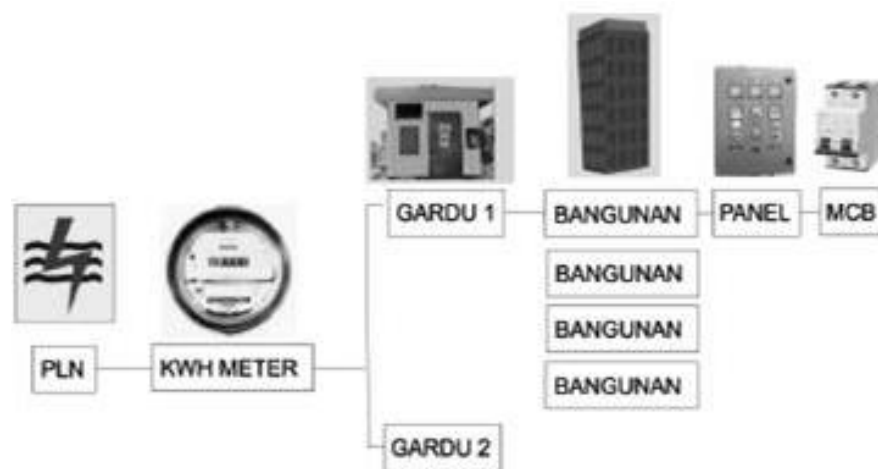 GARDU 1
BANGUNAN
PANEL
MCB
BANGUNAN
BANGUNAN
PLN
KWH METER
BANGUNAN
GARDU 2